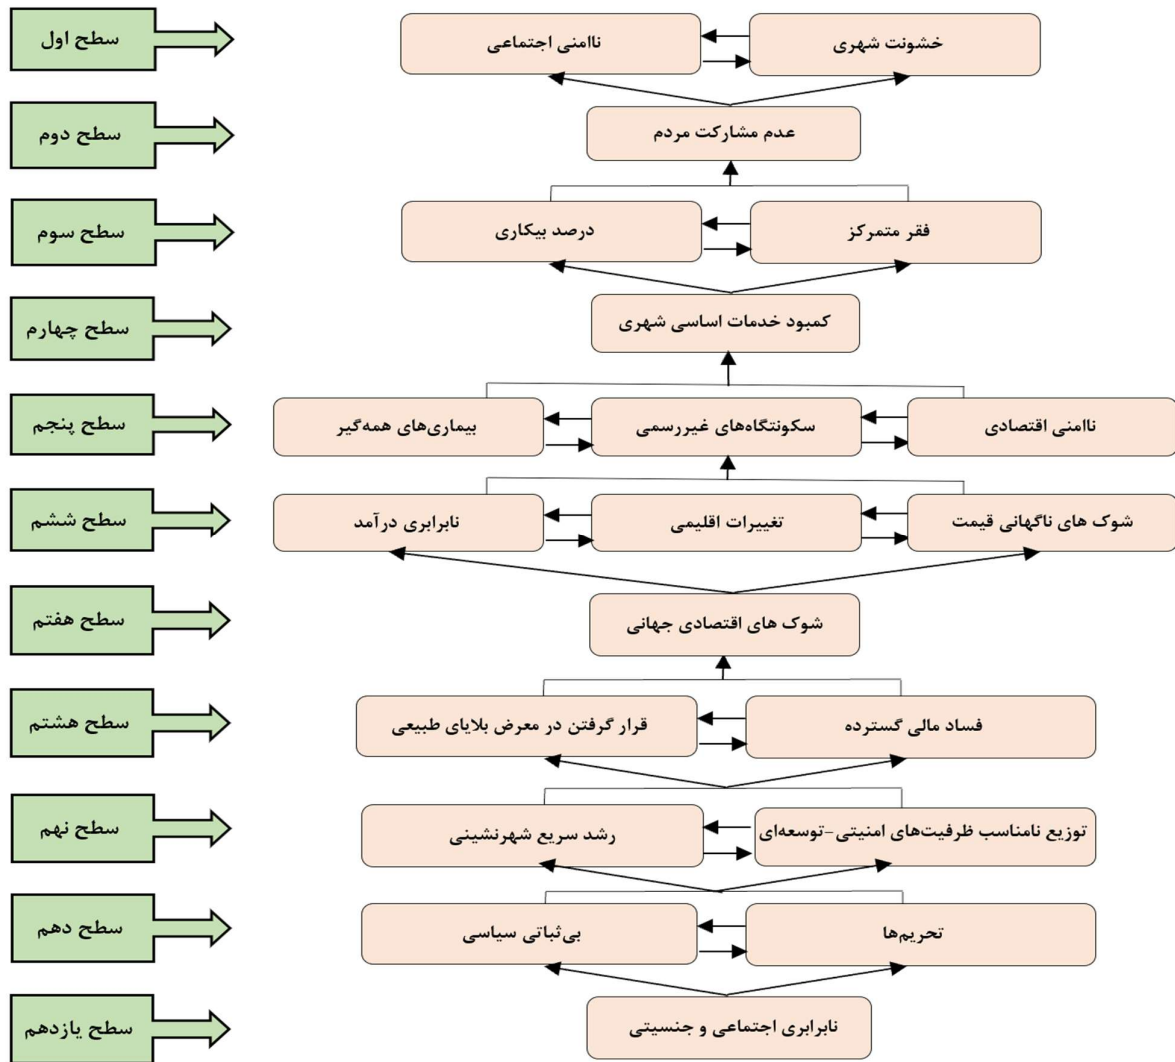 سطح اول
خشونت شهری
ناامنی اجتماعی
سطح دوم
عدم مشارکت مردم
سطح سوم
فقر متمرکز
درصد بیکاری
سطح چهارم
کمبود خدمات اساسی شهری
سطح پنجم
ناامنی اقتصادی
سکونتگاه‌های غیررسمی
بیماری‌های همه‌گیر
سطح ششم
شوک های ناگهانی قیمت
تغییرات اقلیمی
نابرابری درآمد
سطح هفتم
شوک های اقتصادی جهانی
سطح هشتم
فساد مالی گسترده
قرار گرفتن در معرض بلایای طبیعی
سطح نهم
توزیع نامناسب ظرفیت‌های امنیتی-توسعه‌ای
رشد سریع شهرنشینی
سطح دهم
تحریم‌ها
بی‌ثباتی سیاسی
سطح یازدهم
نابرابری اجتماعی و جنسیتی